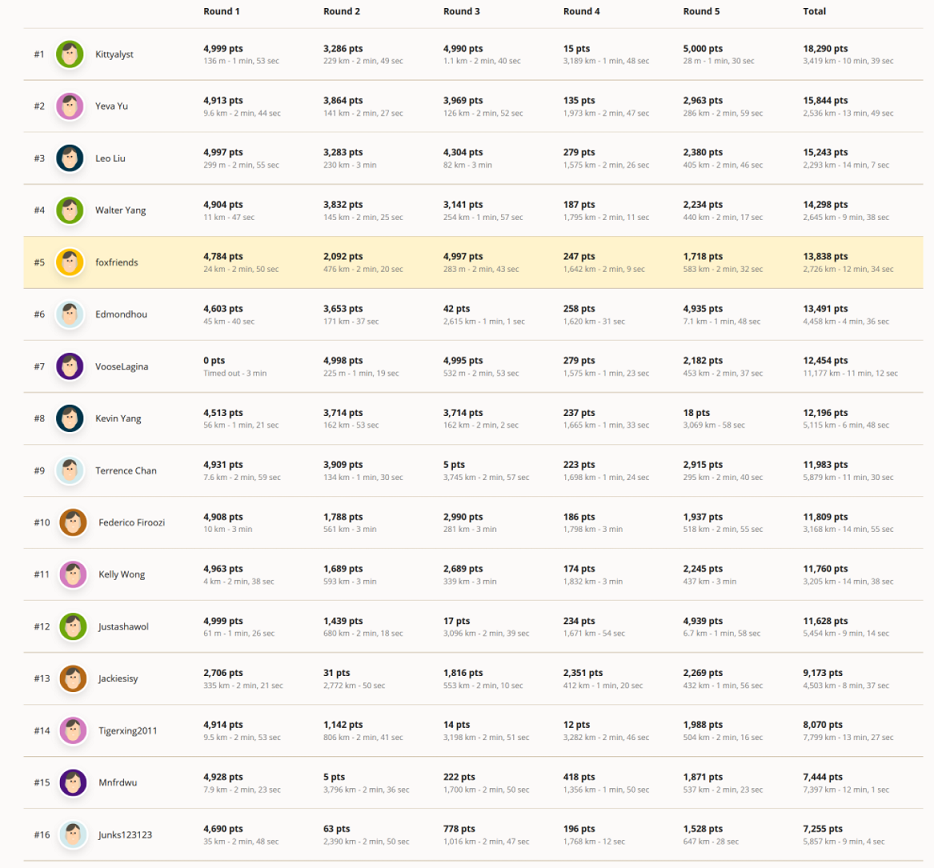 Round 1 Round 2 Round 3 Round 4 Round 5 Total
#1 Kittyalyst 4,999 pts 3,286 pts 4,990 pts 15 pts 5,000 pts 18,290 pts
136 m - 1 min, 53 sec 229 km - 2 min, 49 sec 1.1 km - 2 min, 40 sec 3,189 km - 1 min, 48 sec 28 m - 1 min, 30 sec 3,419 km - 10 min, 39 sec
#2 Yeva Yu 4,913 pts 3,864 pts 3,969 pts 135 pts 2,963 pts 15,844 pts
9.6 km - 2 min, 44 sec 141 km - 2 min, 27 sec 126 km - 2 min, 52 sec 1,973 km - 2 min, 47 sec 286 km - 2 min, 59 sec 2,536 km - 13 min, 49 sec
#3 Leo Liu 4,997 pts 3,283 pts 4,304 pts 279 pts 2,380 pts 15,243 pts
299 m - 2 min, 55 sec 230 km - 3 min 82 km - 3 min 1,575 km - 2 min, 26 sec 405 km - 2 min, 46 sec 2,293 km - 14 min, 7 sec
#4 Walter Yang 4,904 pts 3,832 pts 3,141 pts 187 pts 2,234 pts 14,298 pts
11 km - 47 sec 145 km - 2 min, 25 sec 254 km - 1 min, 57 sec 1,795 km - 2 min, 11 sec 440 km - 2 min, 17 sec 2,645 km - 9 min, 38 sec
#5 foxfriends 4,784 pts 2,092 pts 4,997 pts 247 pts 1,718 pts 13,838 pts
24 km - 2 min, 50 sec 476 km - 2 min, 20 sec 283 m - 2 min, 43 sec 1,642 km - 2 min, 9 sec 583 km - 2 min, 32 sec 2,726 km - 12 min, 34 sec
#6 Edmondhou 4,603 pts 3,653 pts 42 pts 258 pts 4,935 pts 13,491 pts
45 km - 40 sec 171 km - 37 sec 2,615 km - 1 min, 1 sec 1,620 km - 31 sec 7.1 km - 1 min, 48 sec 4,458 km - 4 min, 36 sec
#7 VooseLagina 0 pts 4,998 pts 4,995 pts 279 pts 2,182 pts 12,454 pts
Timed out - 3 min 225 m - 1 min, 19 sec 532 m - 2 min, 53 sec 1,575 km - 1 min, 23 sec 453 km - 2 min, 37 sec 11,177 km - 11 min, 12 sec
#8 Kevin Yang 4,513 pts 3,714 pts 3,714 pts 237 pts 18 pts 12,196 pts
56 km - 1 min, 21 sec 162 km - 53 sec 162 km - 2 min, 2 sec 1,665 km - 1 min, 33 sec 3,069 km - 58 sec 5,115 km - 6 min, 48 sec
#9 Terrence Chan 4,931 pts 3,909 pts 5 pts 223 pts 2,915 pts 11,983 pts
7.6 km - 2 min, 59 sec 134 km - 1 min, 30 sec 3,745 km - 2 min, 57 sec 1,698 km - 1 min, 24 sec 295 km - 2 min, 40 sec 5,879 km - 11 min, 30 sec
#10 Federico Firoozi 4,908 pts 1,788 pts 2,990 pts 186 pts 1,937 pts 11,809 pts
10 km - 3 min 561 km - 3 min 281 km - 3 min 1,798 km - 3 min 518 km - 2 min, 55 sec 3,168 km - 14 min, 55 sec
#11 Kelly Wong 4,963 pts 1,689 pts 2,689 pts 174 pts 2,245 pts 11,760 pts
4 km - 2 min, 38 sec 593 km - 3 min 339 km - 3 min 1,832 km - 3 min 437 km - 3 min 3,205 km - 14 min, 38 sec
#12 Justashawol 4,999 pts 1,439 pts 17 pts 234 pts 4,939 pts 11,628 pts
61 m - 1 min, 26 sec 680 km - 2 min, 18 sec 3,096 km - 2 min, 39 sec 1,671 km - 54 sec 6.7 km - 1 min, 58 sec 5,454 km - 9 min, 14 sec
#13 Jackiesisy 2,706 pts 31 pts 1,816 pts 2,351 pts 2,269 pts 9,173 pts
335 km - 2 min, 21 sec 2,772 km - 50 sec 553 km - 2 min, 10 sec 412 km - 1 min, 20 sec 432 km - 1 min, 56 sec 4,503 km - 8 min, 37 sec
#14 Tigerxing2011 4,914 pts 1,142 pts 14 pts 12 pts 1,988 pts 8,070 pts
9.5 km - 2 min, 53 sec 806 km - 2 min, 41 sec 3,198 km - 2 min, 51 sec 3,282 km - 2 min, 46 sec 504 km - 2 min, 16 sec 7,799 km - 13 min, 27 sec
#15 Mnfrdwu 4,928 pts 5 pts 222 pts 418 pts 1,871 pts 7,444 pts
7.9 km - 2 min, 23 sec 3,796 km - 2 min, 36 sec 1,700 km - 2 min, 50 sec 1,356 km - 1 min, 50 sec 537 km - 2 min, 23 sec 7,397 km - 12 min, 1 sec
#16 Junks123123 4,690 pts 63 pts 778 pts 196 pts 1,528 pts 7,255 pts
35 km - 2 min, 48 sec 2,390 km - 2 min, 50 sec 1,016 km - 2 min, 47 sec 1,768 km - 12 sec 647 km - 28 sec 5,857 km - 9 min, 4 sec